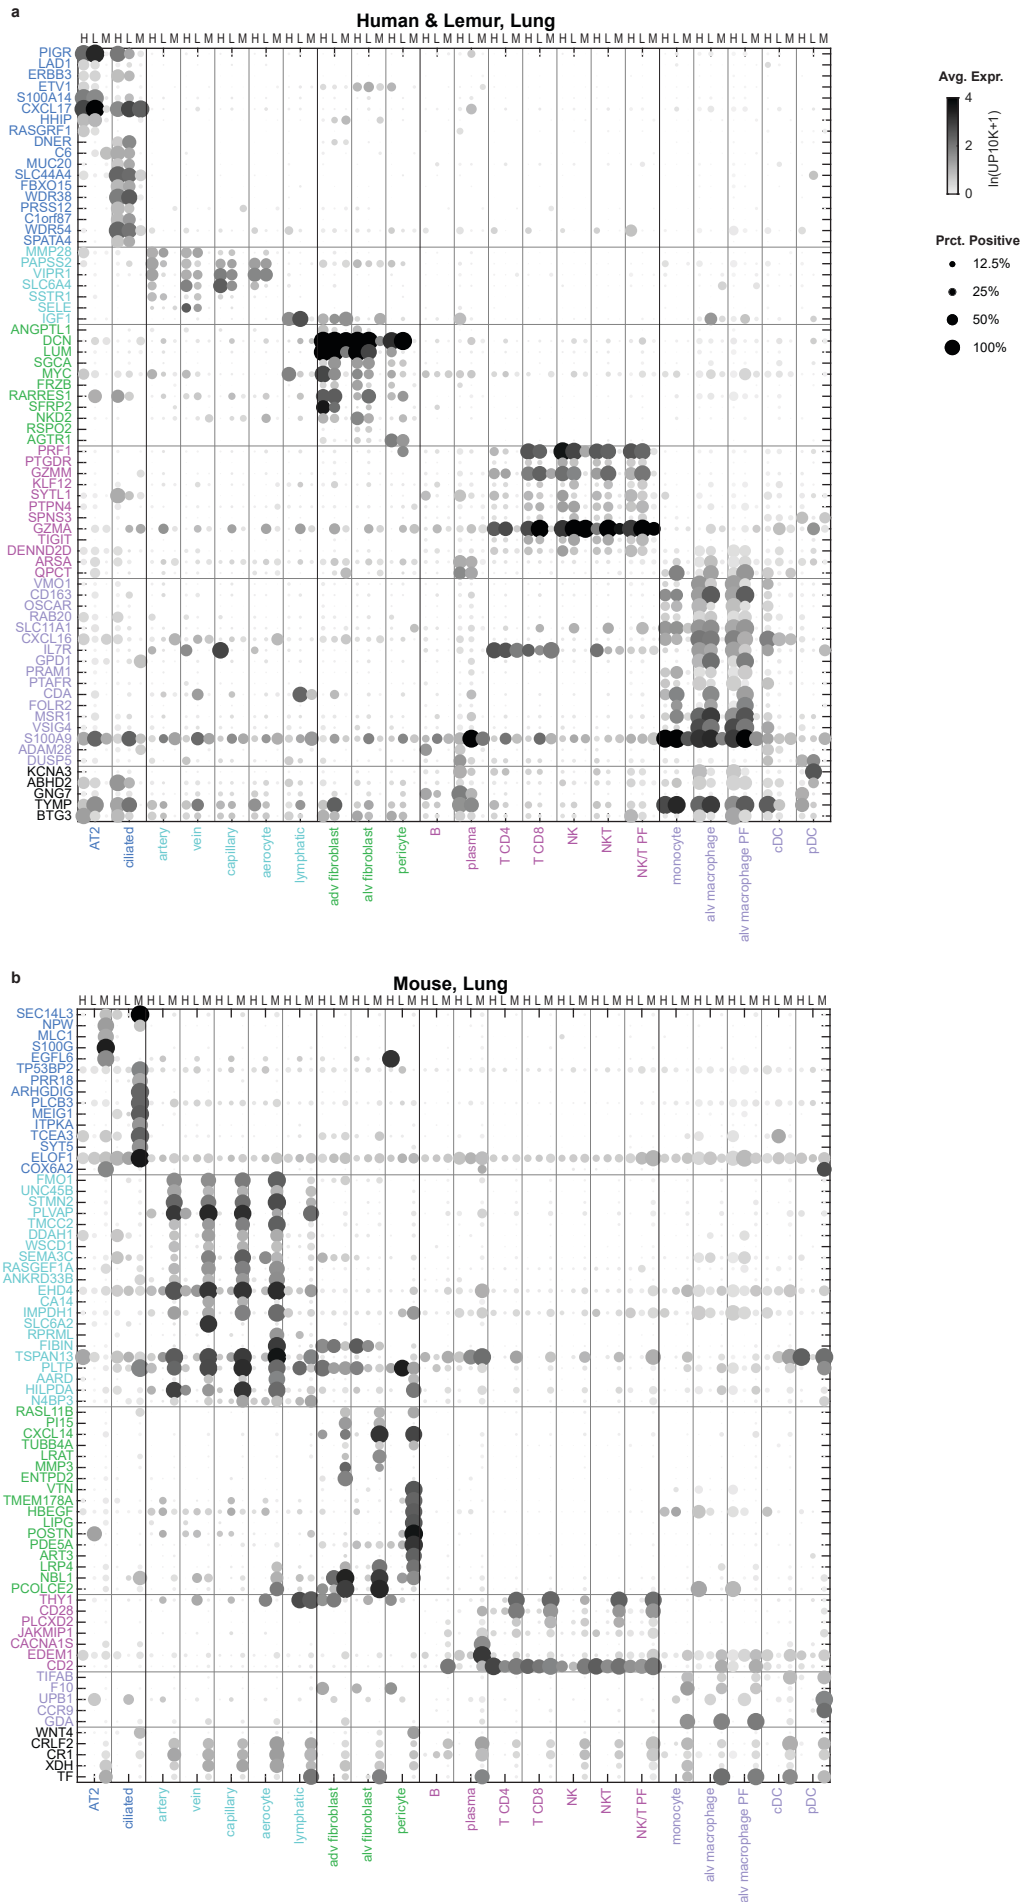 a
Human & Lemur, Lung
H L M H L M H L M H L M H L M H L M H L M H L M H L M H L M H L M H L M H L M H L M H L M H L M H L M H L M H L M H L M H L M H L M
PIGR
LAD1
ERBB3
ETV1
S100A14
CXCL17
HHIP
RASGRF1
DNER
C6
MUC20
SLC44A4
FBXO15
WDR38
PRSS12
C1orf87
WDR54
SPATA4
MMP28
PAPSS2
VIPR1
SLC6A4
SSTR1
SELE
IGF1
ANGPTL1
DCN
LUM
SGCA
MYC
FRZB
RARRES1
SFRP2
NKD2
RSPO2
AGTR1
PRF1
PTGDR
GZMM
KLF12
SYTL1
PTPN4
SPNS3
GZMA
TIGIT
DENND2D
ARSA
QPCT
VMO1
CD163
OSCAR
RAB20
SLC11A1
CXCL16
IL7R
GPD1
PRAM1
PTAFR
CDA
FOLR2
MSR1
VSIG4
S100A9
ADAM28
DUSP5
KCNA3
ABHD2
GNG7
TYMP
BTG3
AT2
ciliated
artery
vein
capillary
aerocyte
lymphatic
adv fibroblast
alv fibroblast
pericyte
B
plasma
T CD4
T CD8
NK
NKT
NK/T PF
monocyte
alv macrophage
alv macrophage PF
cDC
pDC
Avg. Expr.
4
2
0
ln(UP10K+1)
Prct. Positive
12.5%
25%
50%
100%
b
Mouse, Lung
H L M H L M H L M H L M H L M H L M H L M H L M H L M H L M H L M H L M H L M H L M H L M H L M H L M H L M H L M H L M H L M H L M
SEC14L3
NPW
MLC1
S100G
EGFL6
TP53BP2
PRR18
ARHGDIG
PLCB3
MEIG1
ITPKA
TCEA3
SYT5
ELOF1
COX6A2
FMO1
UNC45B
STMN2
PLVAP
TMCC2
DDAH1
WSCD1
SEMA3C
RASGEF1A
ANKRD33B
EHD4
CA14
IMPDH1
SLC6A2
RPRML
FIBIN
TSPAN13
PLTP
AARD
HILPDA
N4BP3
RASL11B
PI15
CXCL14
TUBB4A
LRAT
MMP3
ENTPD2
VTN
TMEM178A
HBEGF
LIPG
POSTN
PDE5A
ART3
LRP4
NBL1
PCOLCE2
THY1
CD28
PLCXD2
JAKMIP1
CACNA1S
EDEM1
CD2
TIFAB
F10
UPB1
CCR9
GDA
WNT4
CRLF2
CR1
XDH
TF
AT2
ciliated
artery
vein
capillary
aerocyte
lymphatic
adv fibroblast
alv fibroblast
pericyte
B
plasma
T CD4
T CD8
NK
NKT
NK/T PF
monocyte
alv macrophage
alv macrophage PF
cDC
pDC